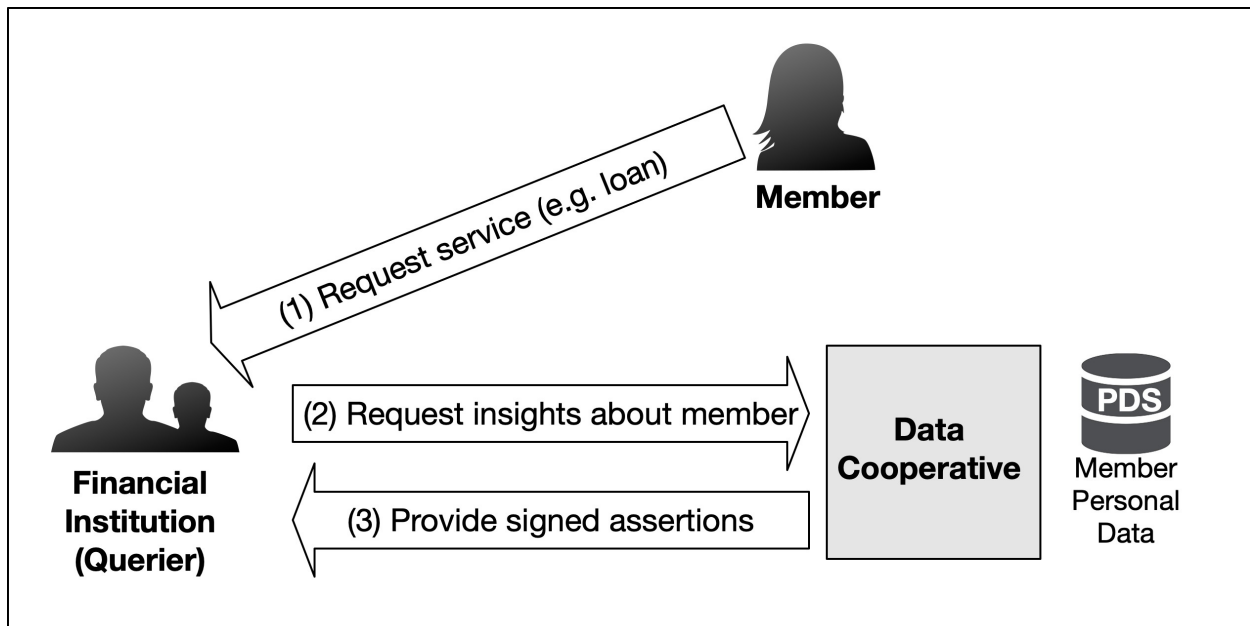 Member
(1) Request service (e.g. loan)
(2) Request insights about member
(3) Provide signed assertions
Financial
Institution
(Querier)
Data
Cooperative
PDS
Member
Personal
Data